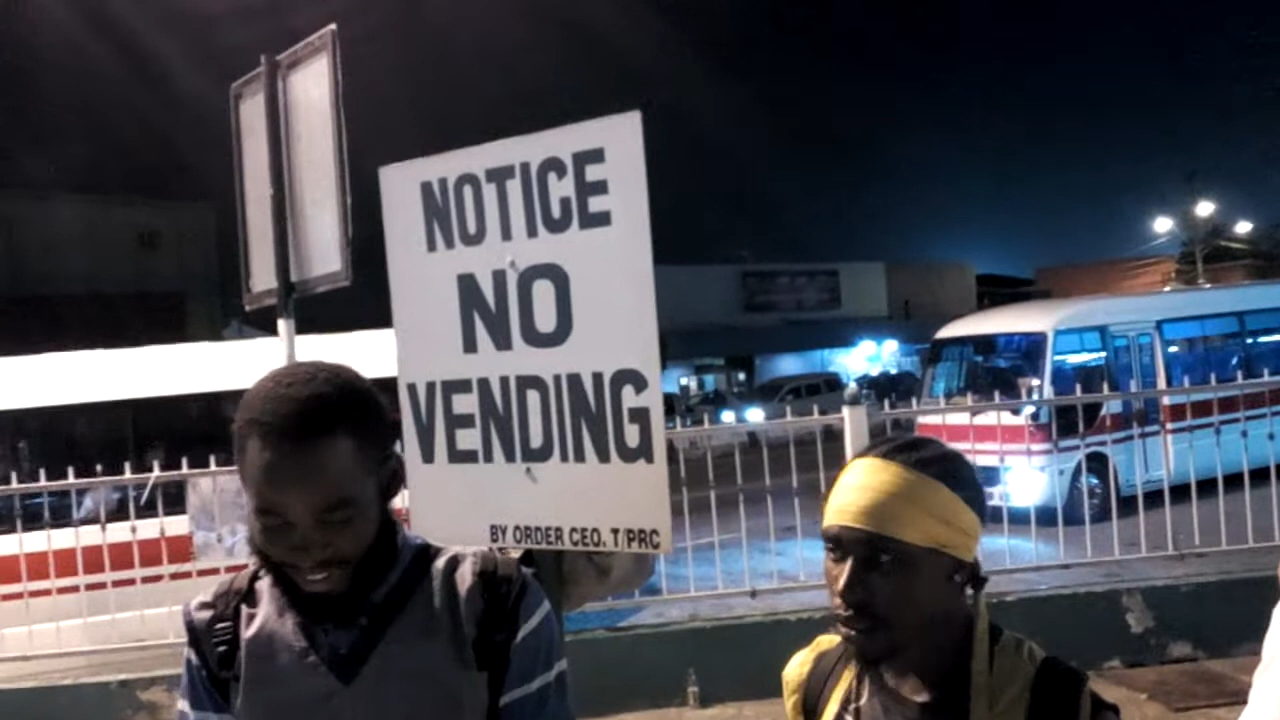 NOTICE
NO
VENDING
BY ORDER CEO. T/PRC